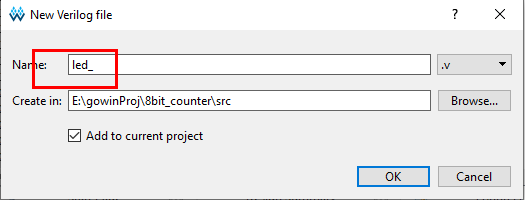 New Verilog file
Name: led_ .v
Create in: E:\gowinProj\8bit_counter\src Browse...
Add to current project
OK Cancel